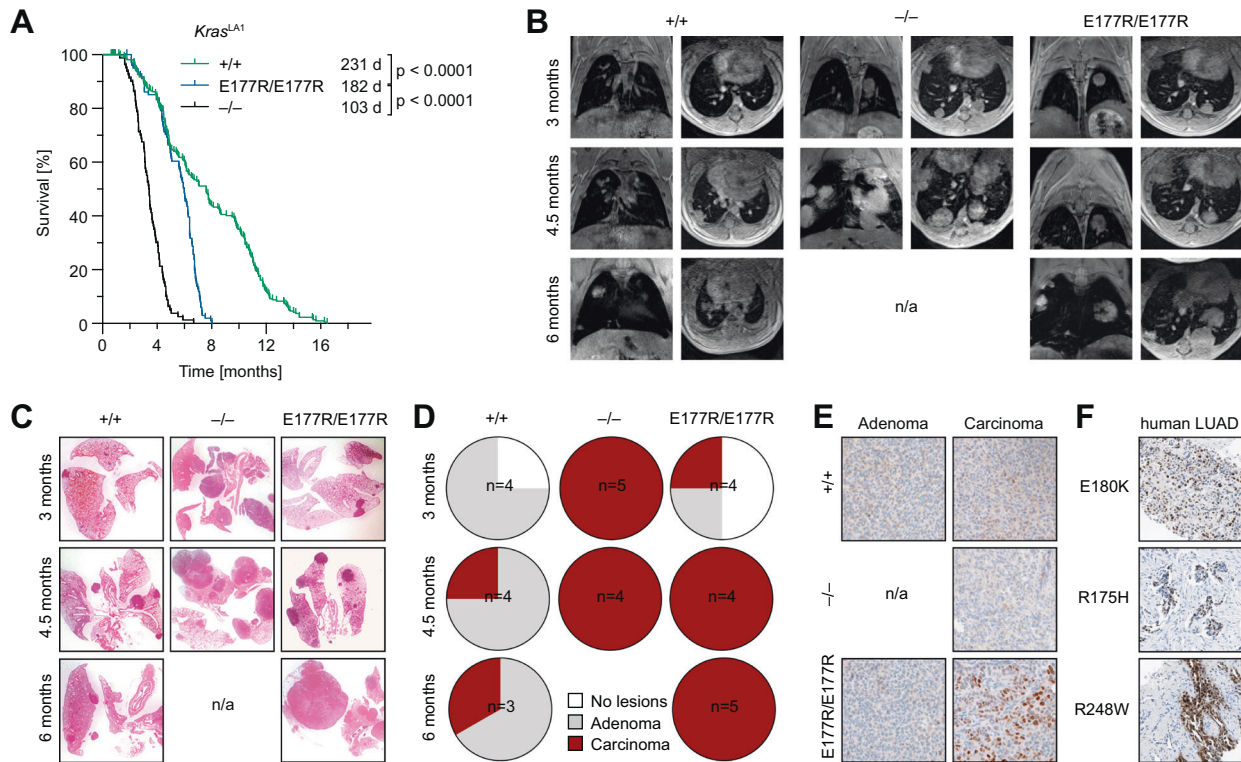 A
Kras^LA1
+/+ 231 d
E177R/E177R 182 d
–/– 103 d
p < 0.0001
p < 0.0001
Survival [%]
100
80
60
40
20
0
0 4 8 12 16
Time [months]
B
+/+ –/– E177R/E177R
3 months
4.5 months
6 months
n/a
C
+/+ –/– E177R/E177R
3 months
4.5 months
6 months
n/a
D
+/+ –/– E177R/E177R
3 months
n=4 n=5 n=4
4.5 months
n=4 n=4 n=4
6 months
n=3 n=5
No lesions
Adenoma
Carcinoma
E
Adenoma Carcinoma
+/+
–/–
n/a
E177R/E177R
F
human LUAD
E180K
R175H
R248W